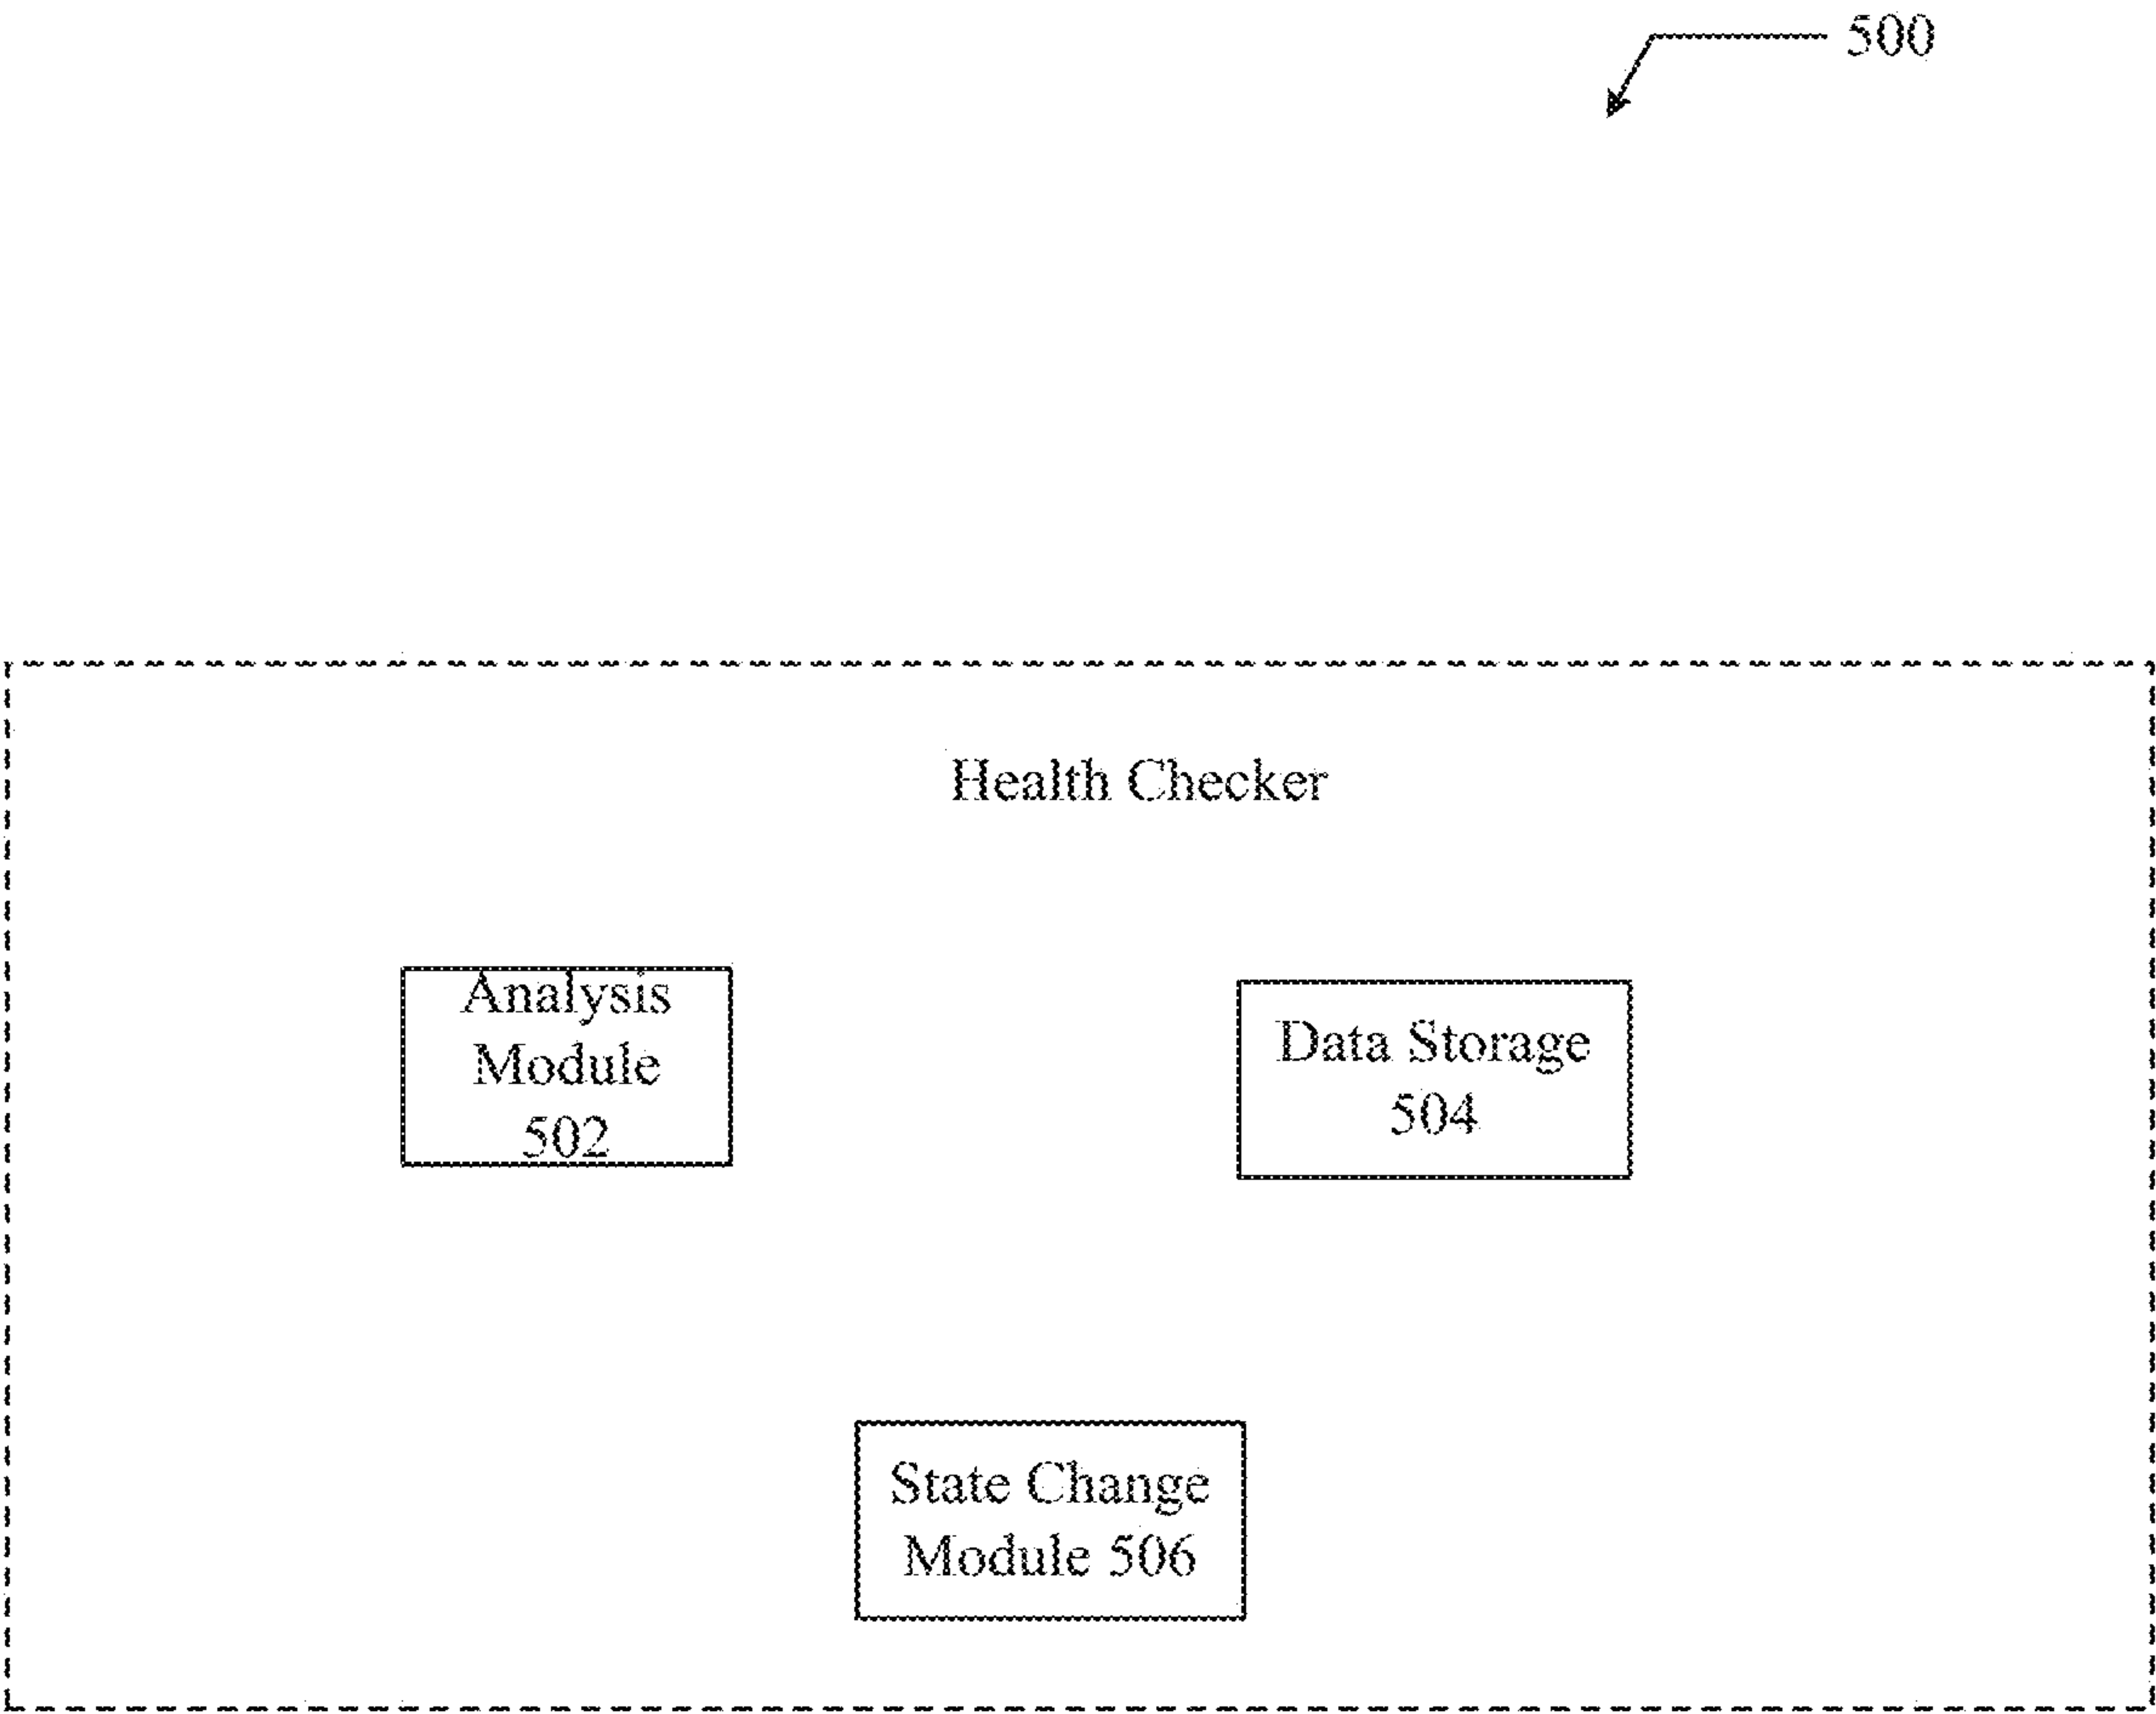 500
Health Checker
Analysis
Module
502
Data Storage
504
State Change
Module 506